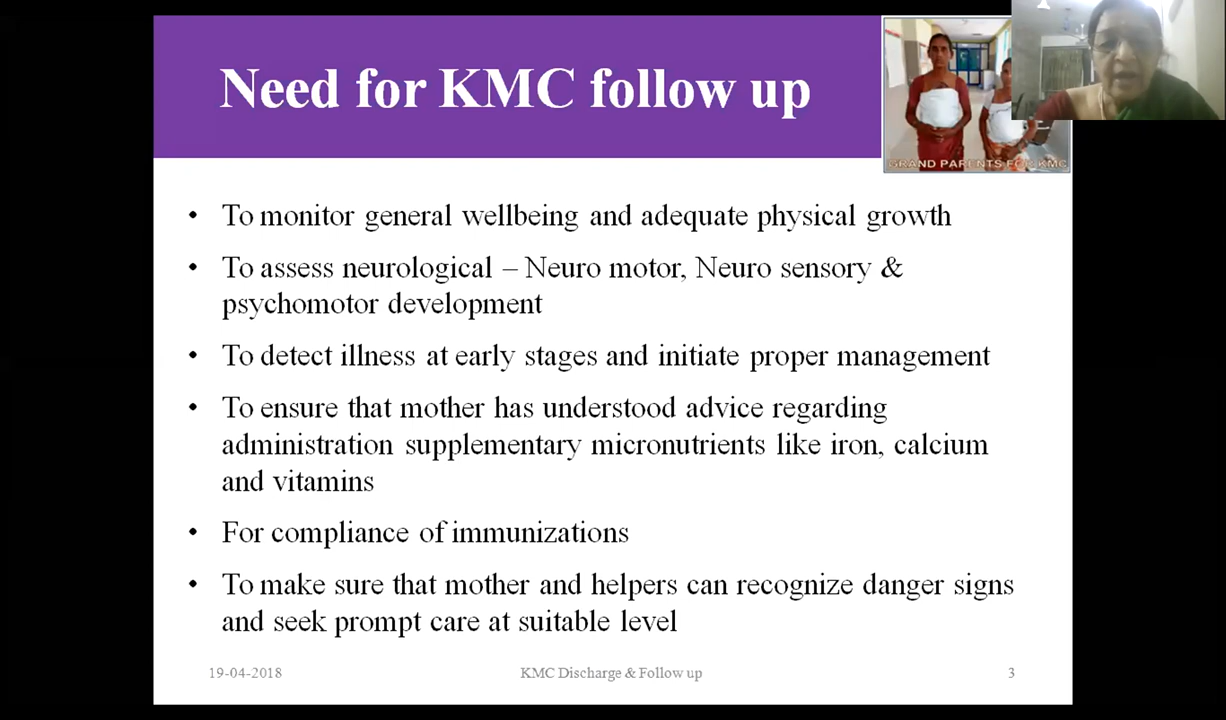 Need for KMC follow up
GRAND PARENTS FOR KMC
• To monitor general wellbeing and adequate physical growth
• To assess neurological – Neuro motor, Neuro sensory &
psychomotor development
• To detect illness at early stages and initiate proper management
• To ensure that mother has understood advice regarding
administration supplementary micronutrients like iron, calcium
and vitamins
• For compliance of immunizations
• To make sure that mother and helpers can recognize danger signs
and seek prompt care at suitable level
19-04-2018 KMC Discharge & Follow up 3